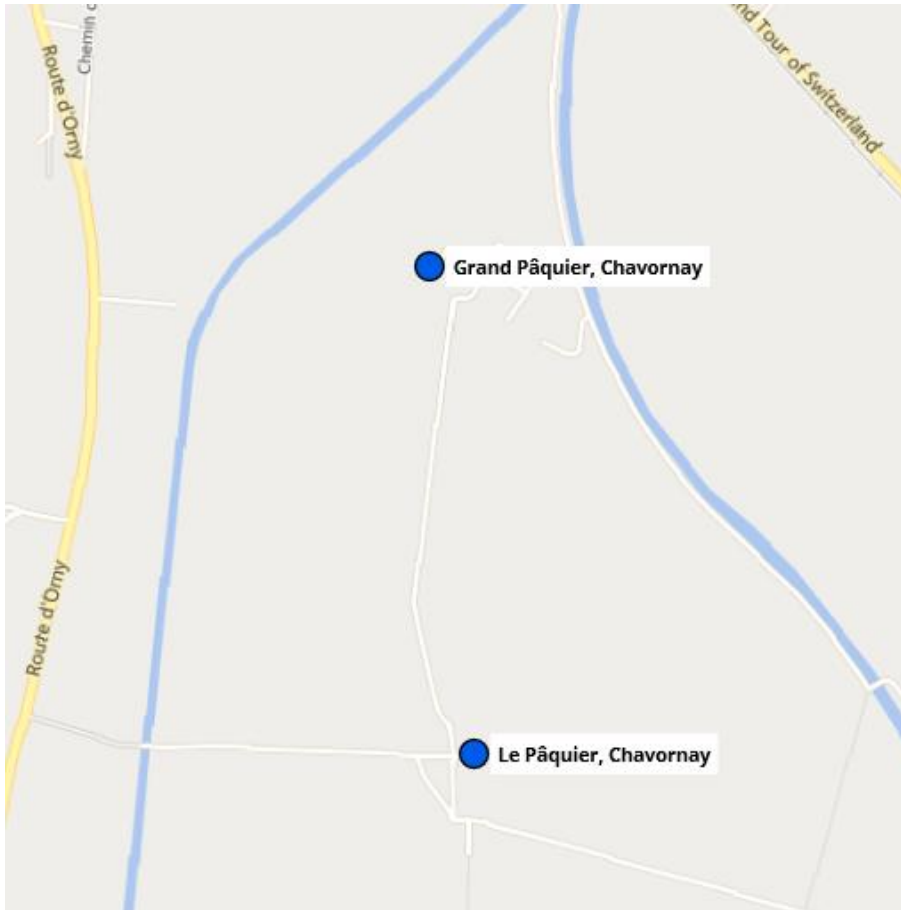 Chemin
Route d'Orny
nd Tour of Switzerland
Grand Pâquier, Chavornay
Route d'Orny
Le Pâquier, Chavornay